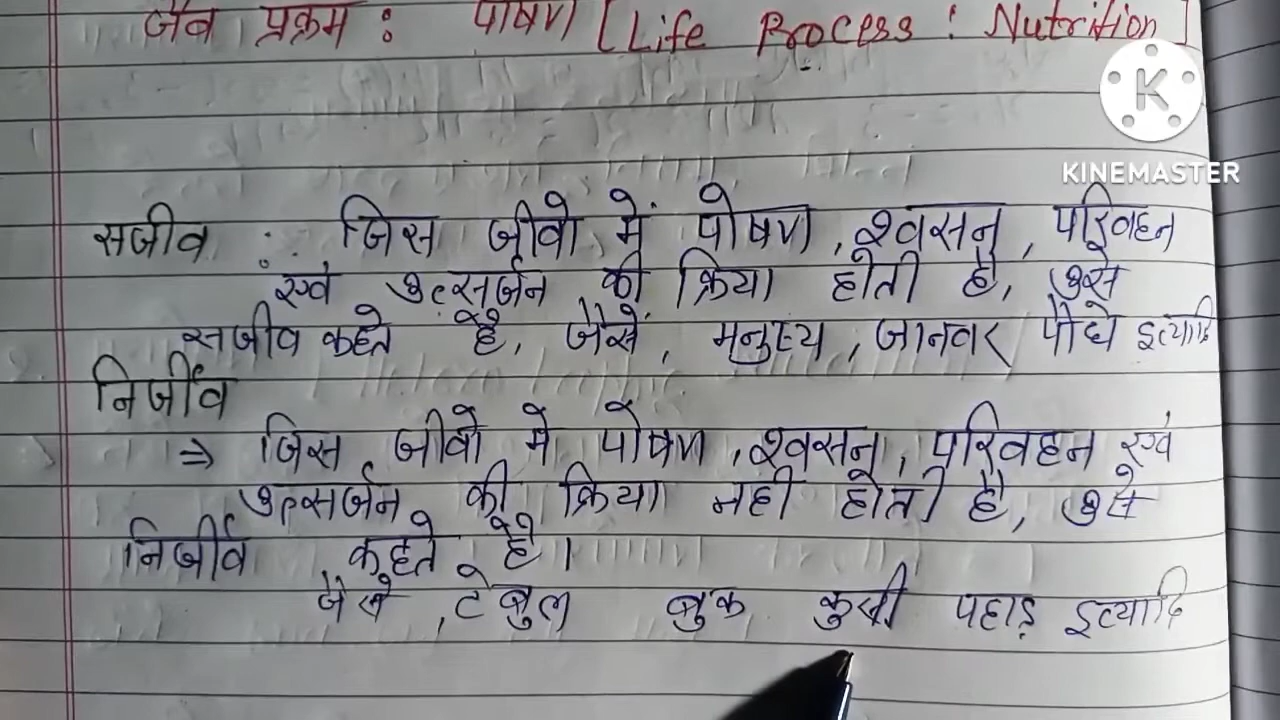 जैव प्रक्रम : पोषण [Life Process : Nutrition]
K
KINEMASTER
सजीव : जिस जीवो में पोषण, श्वसन, परिवहन
एवं उत्सर्जन की क्रिया होती है, उसे
सजीव कहते है, जैसे, मनुष्य, जानवर पौधे इत्यादि
निर्जीव
⇒ जिस जीवो मे पोषण, श्वसन, परिवहन एवं
उत्सर्जन की क्रिया नही होती है, उसे
निर्जीव कहते है।
जैसे, टेबुल बुक कुर्सी पहाड़ इत्यादि